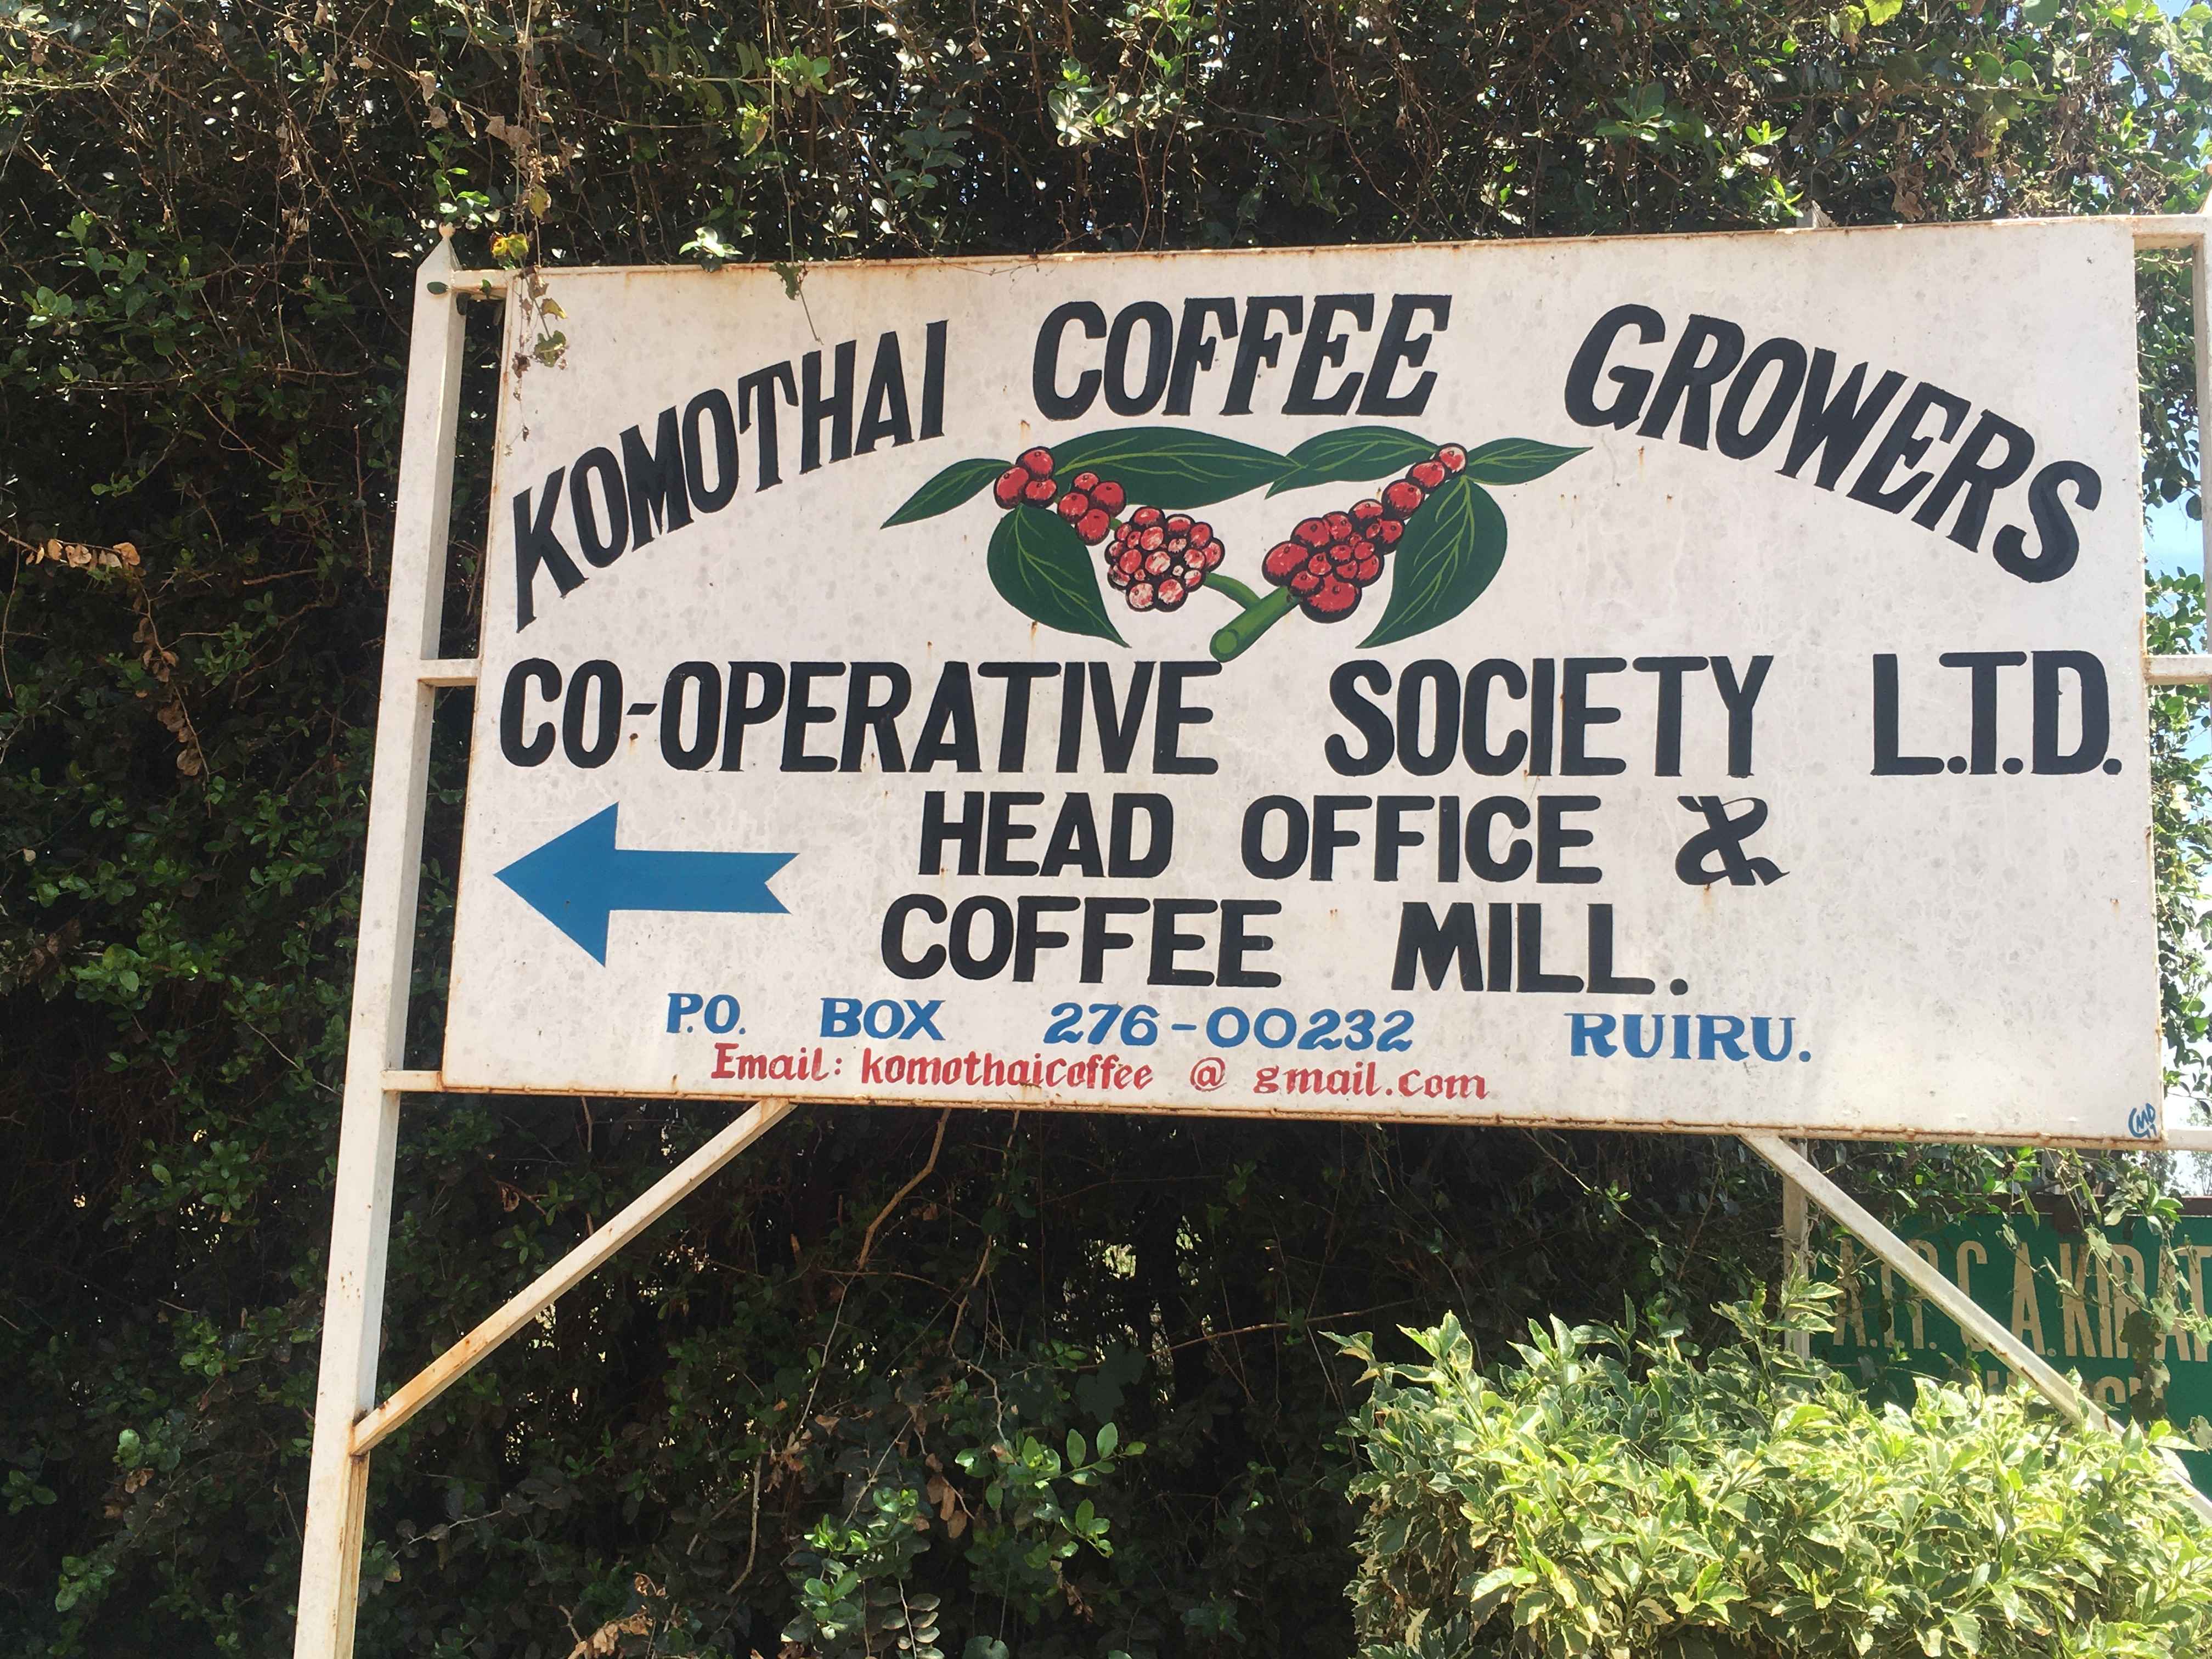 KOMOTHAI COFFEE GROWERS
CO-OPERATIVE SOCIETY L.T.D.
HEAD OFFICE &
COFFEE MILL.
P.O. BOX 276-00232 RUIRU.
Email: komothaicoffee @ gmail.com